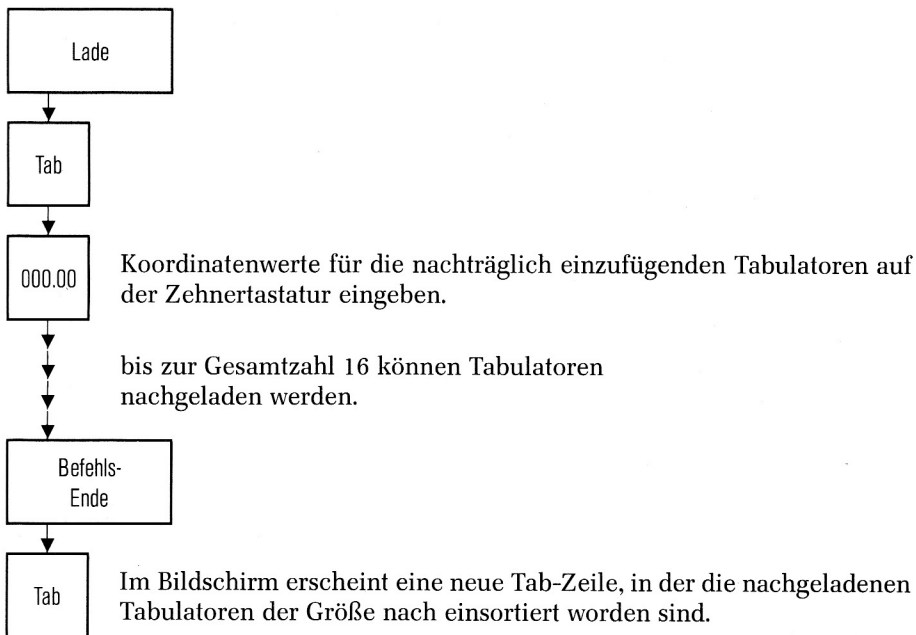 Lade
Tab
000.00
Koordinatenwerte für die nachträglich einzufügenden Tabulatoren auf
der Zehnertastatur eingeben.
bis zur Gesamtzahl 16 können Tabulatoren
nachgeladen werden.
Befehls-
Ende
Tab
Im Bildschirm erscheint eine neue Tab-Zeile, in der die nachgeladenen
Tabulatoren der Größe nach einsortiert worden sind.